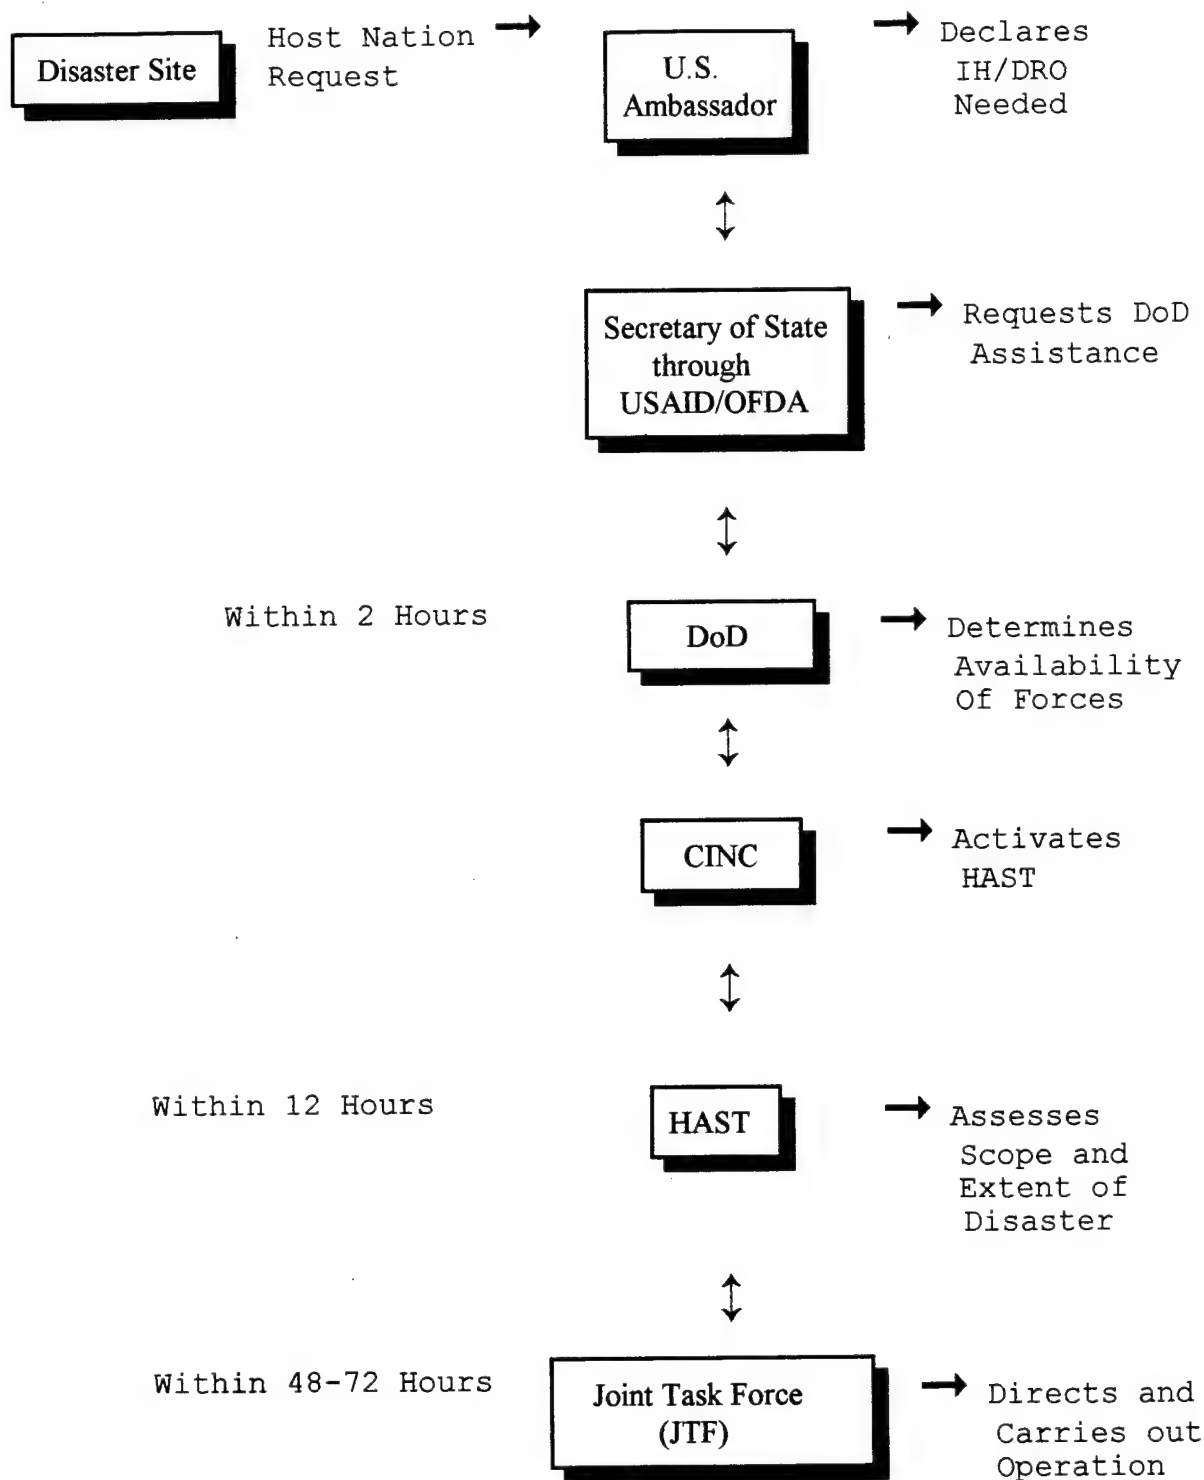 Disaster Site
Host Nation
Request
U.S.
Ambassador
Declares
IH/DRO
Needed
Secretary of State
through
USAID/OFDA
Requests DoD
Assistance
Within 2 Hours
DoD
Determines
Availability
Of Forces
CINC
Activates
HAST
Within 12 Hours
HAST
Assesses
Scope and
Extent of
Disaster
Within 48-72 Hours
Joint Task Force
(JTF)
Directs and
Carries out
Operation